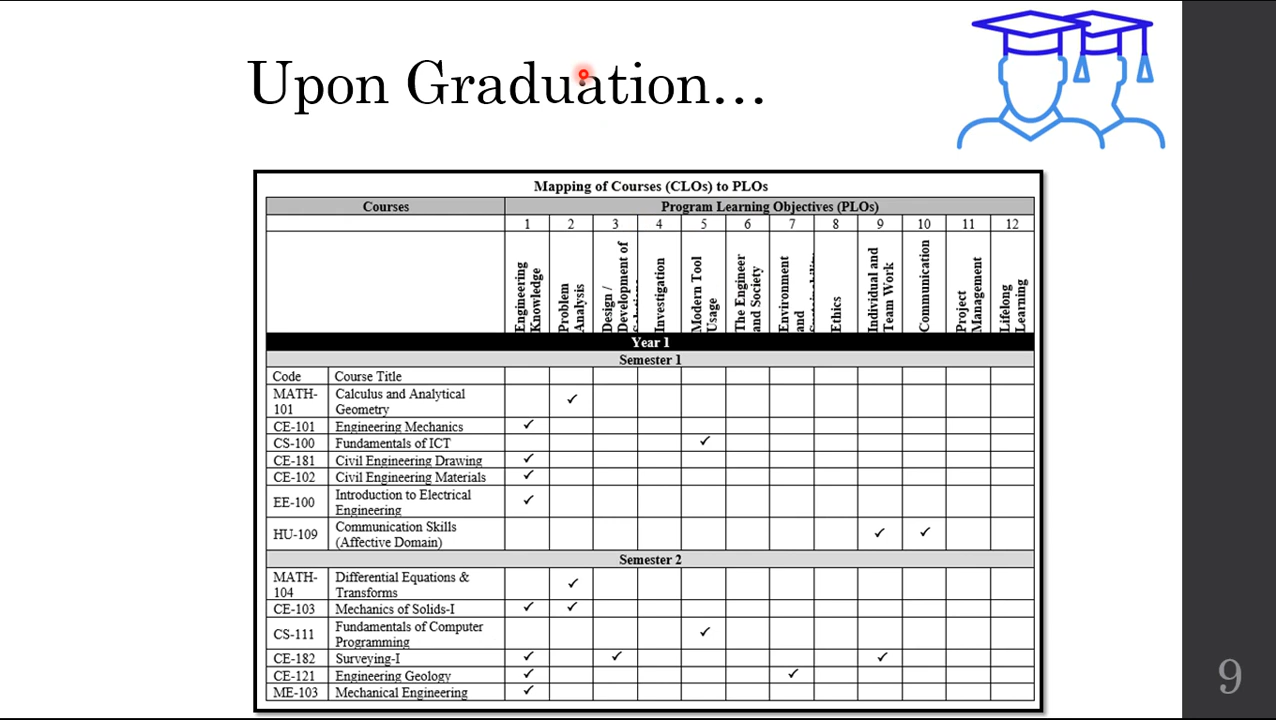 Upon Graduation...
Mapping of Courses (CLOs) to PLOs
Courses Program Learning Objectives (PLOs)
1 2 3 4 5 6 7 8 9 10 11 12
Engineering Knowledge
Problem Analysis
Design / Development of
Investigation
Modern Tool Usage
The Engineer and Society
Environment and
Ethics
Individual and Team Work
Communication
Project Management
Lifelong Learning
Year 1
Semester 1
Code Course Title
MATH-101 Calculus and Analytical Geometry ✓
CE-101 Engineering Mechanics ✓
CS-100 Fundamentals of ICT ✓
CE-181 Civil Engineering Drawing ✓
CE-102 Civil Engineering Materials ✓
EE-100 Introduction to Electrical Engineering ✓
HU-109 Communication Skills (Affective Domain) ✓ ✓
Semester 2
MATH-104 Differential Equations & Transforms ✓
CE-103 Mechanics of Solids-I ✓ ✓
CS-111 Fundamentals of Computer Programming ✓
CE-182 Surveying-I ✓ ✓ ✓
CE-121 Engineering Geology ✓ ✓
ME-103 Mechanical Engineering ✓
9